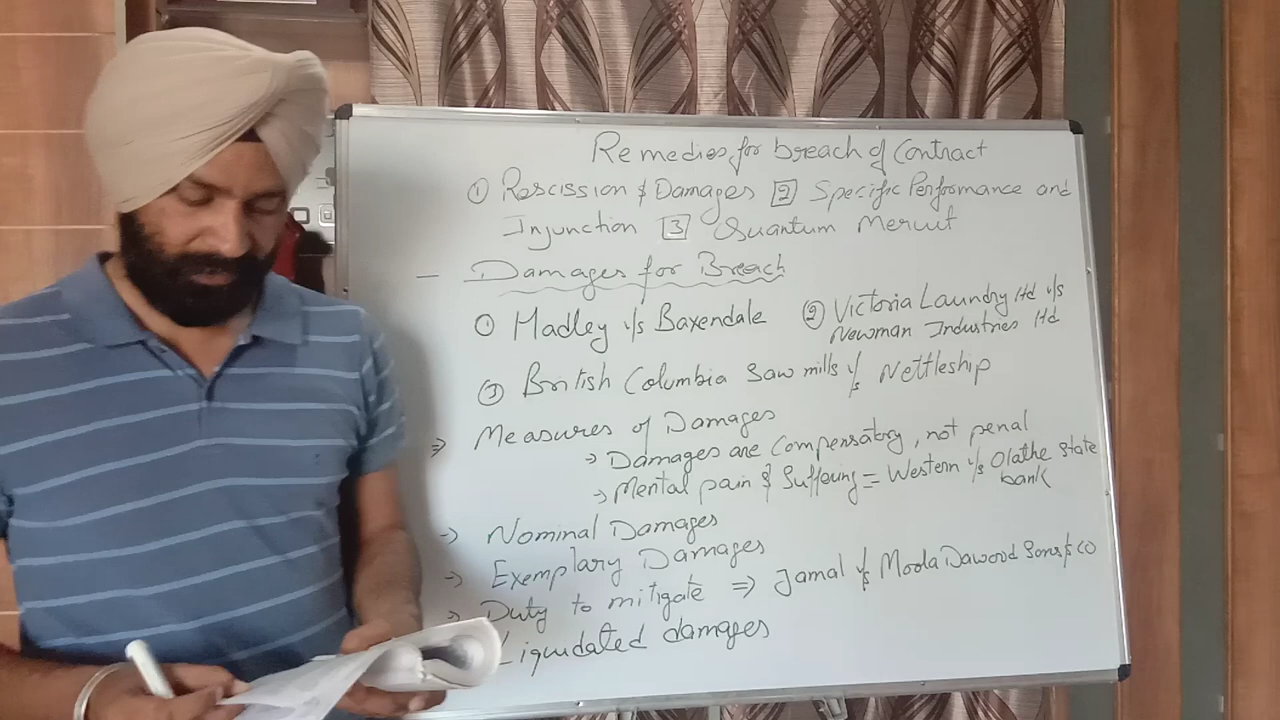 Remedies for breach of Contract
① Rescission & Damages [2] Specific Performance and
Injunction [3] Quantum Meruit
– Damages for Breach
① Hadley v/s Baxendale ② Victoria Laundry ltd v/s
Newman Industries ltd
③ British Columbia Saw mills v/s Nettleship
⇒ Measures of Damages
→ Damages are Compensatory, not penal
→ Mental pain & Suffering = Western v/s Olathe State
bank
→ Nominal Damages
→ Exemplary Damages
→ Duty to mitigate ⇒ Jamal v/s Moola Dawood Sons & Co
Liquidated damages